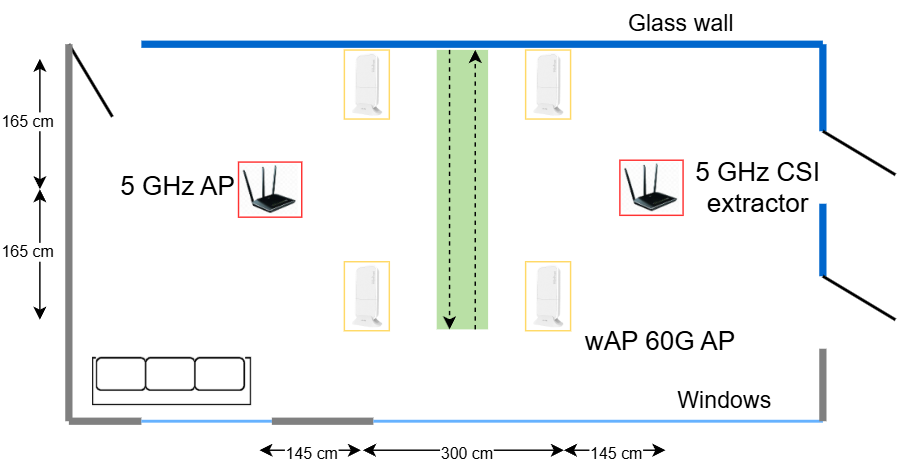 Glass wall
165 cm
5 GHz AP
5 GHz CSI
extractor
165 cm
wAP 60G AP
Windows
145 cm
300 cm
145 cm